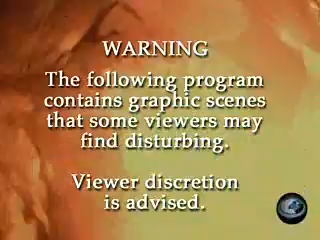 WARNING
The following program
contains graphic scenes
that some viewers may
find disturbing.
Viewer discretion
is advised.